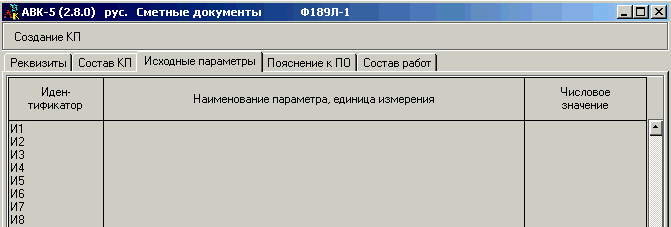 АВК-5 (2.8.0) рус. Сметные документы Ф189Л-1
Создание КП
Реквизиты Состав КП Исходные параметры Пояснение к ПО Состав работ
Иден-
тификатор
Наименование параметра, единица измерения
Числовое
значение
И1
И2
И3
И4
И5
И6
И7
И8